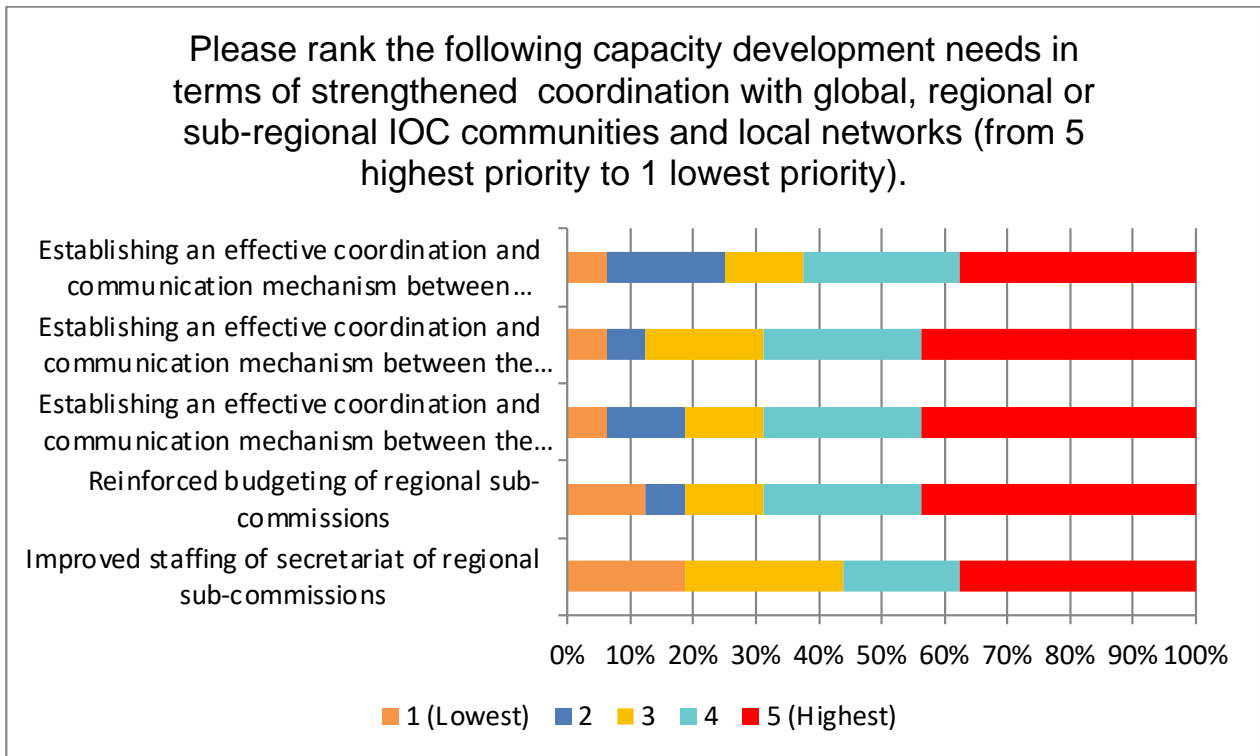 Please rank the following capacity development needs in
terms of strengthened coordination with global, regional or
sub-regional IOC communities and local networks (from 5
highest priority to 1 lowest priority).
Establishing an effective coordination and
communication mechanism between...
Establishing an effective coordination and
communication mechanism between the...
Establishing an effective coordination and
communication mechanism between the...
Reinforced budgeting of regional sub-
commissions
Improved staffing of secretariat of regional
sub-commissions
0% 10% 20% 30% 40% 50% 60% 70% 80% 90% 100%
1 (Lowest) 2 3 4 5 (Highest)